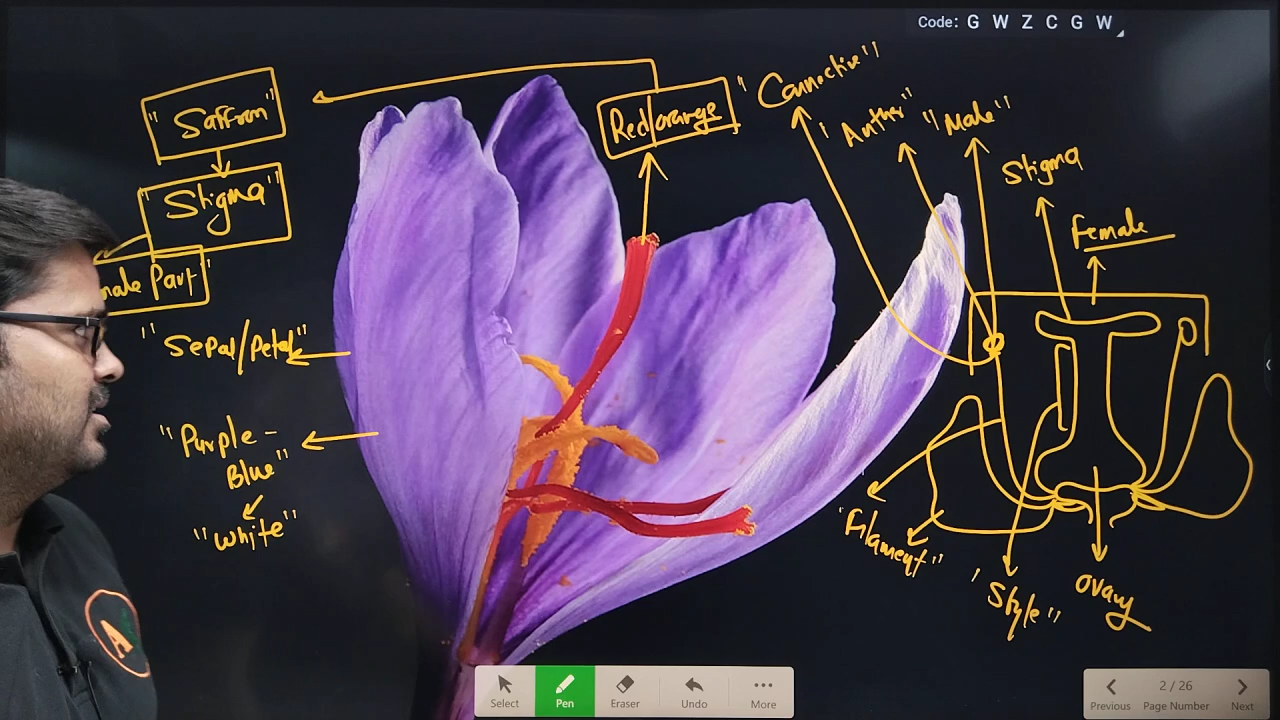 Code: G W Z C G W
"Saffron"
"Stigma"
male Part"
"Sepal/Petal"
"Purple-
Blue"
"White"
Red/orange
"Connective"
"Anther"
"Male"
Stigma
Female
"Filament"
"Style"
Ovary
A
Select
Pen
Eraser
Undo
More
2 / 26
Previous
Page Number
Next